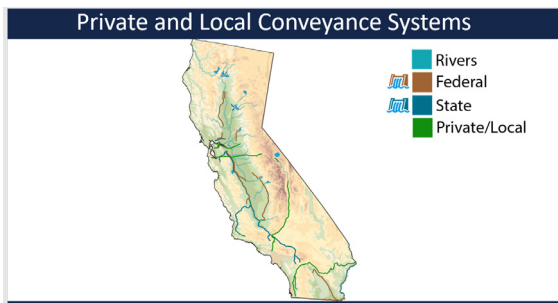 Private and Local Conveyance Systems
Rivers
Federal
State
Private/Local